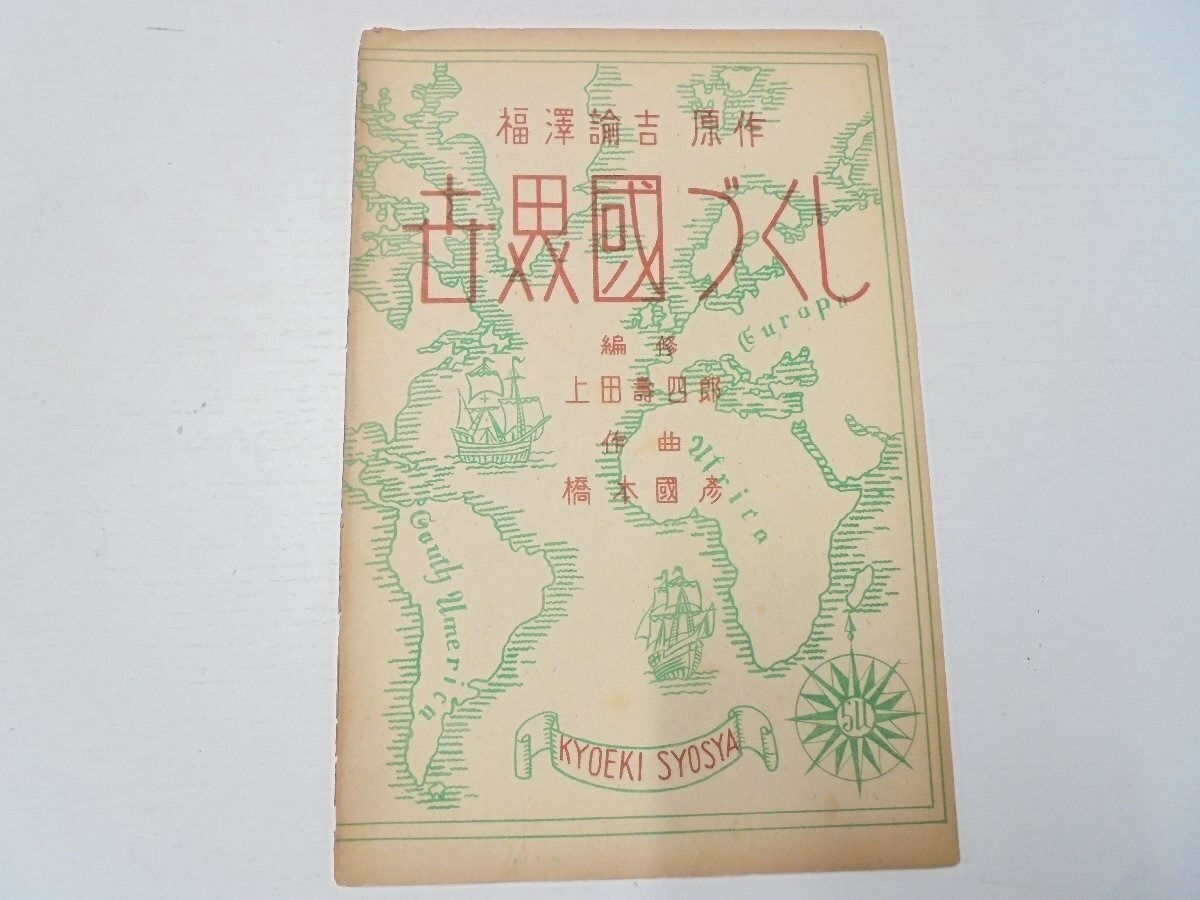 福澤諭吉 原作
世界國づくし
編修
上田壽四郎
作曲
橋本國彦
Europa
Africa
South America
KYOEKI SYOSYA